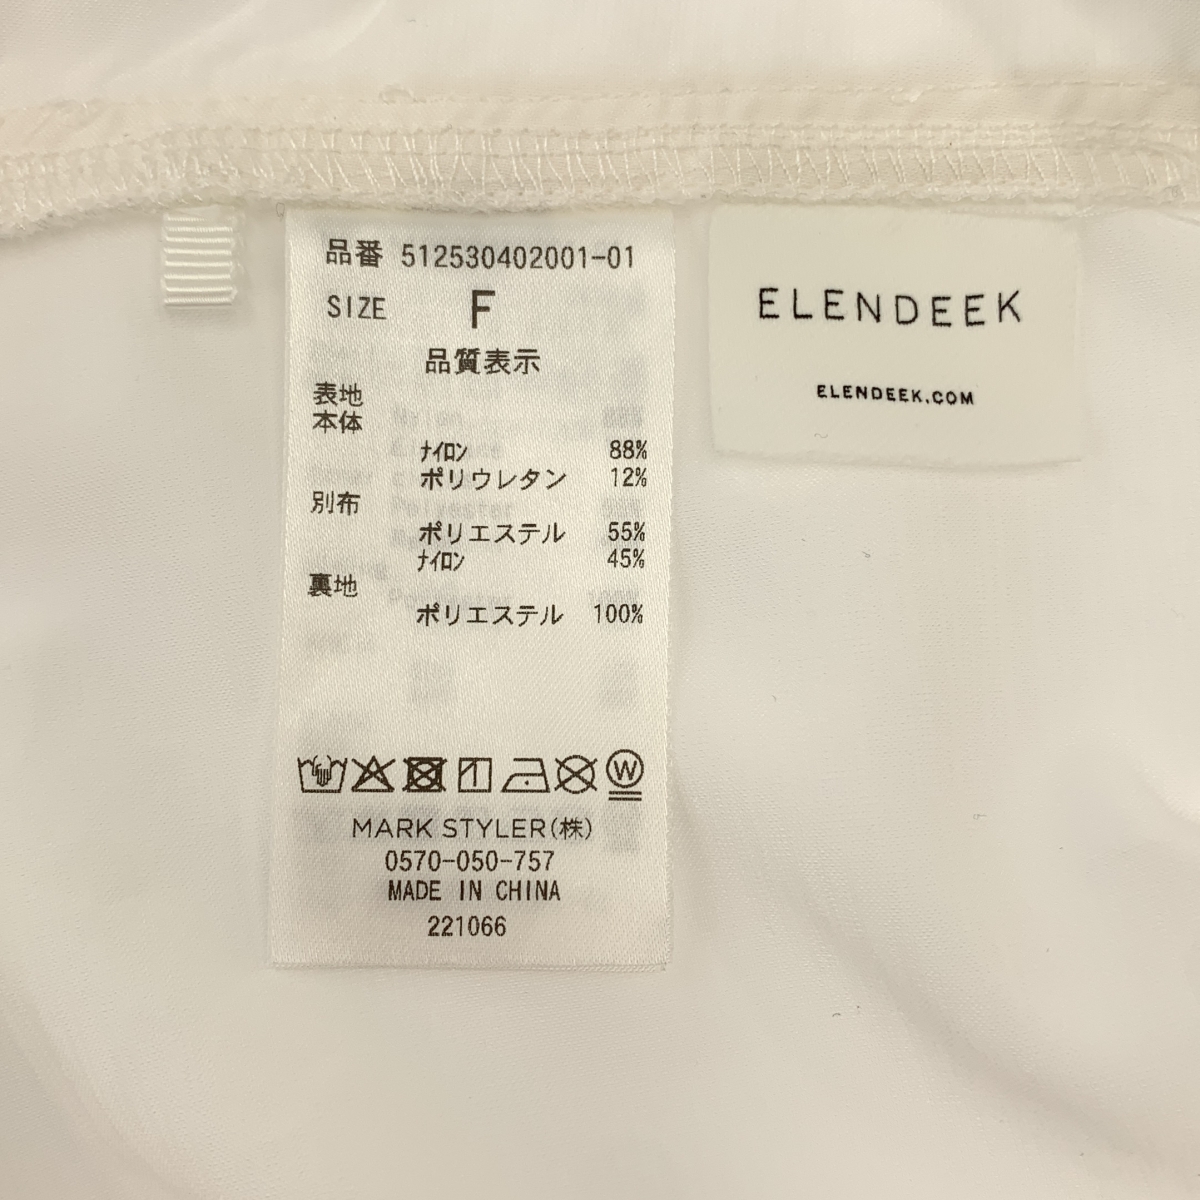 品番 512530402001-01
SIZE F
品質表示
表地
本体
ﾅｲﾛﾝ 88%
ポリウレタン 12%
別布
ポリエステル 55%
ﾅｲﾛﾝ 45%
裏地
ポリエステル 100%
W
MARK STYLER(株)
0570-050-757
MADE IN CHINA
221066
ELENDEEK
ELENDEEK.COM